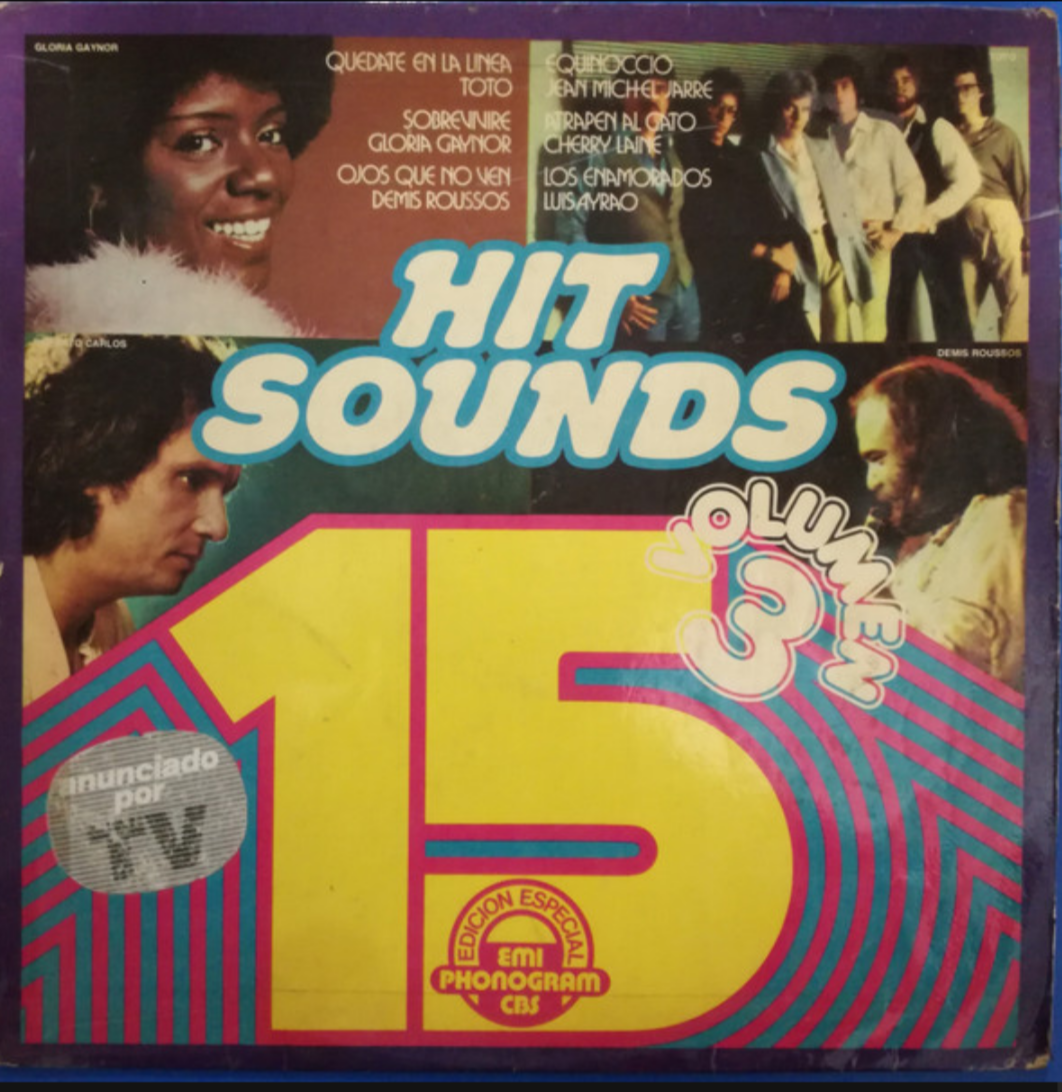 GLORIA GAYNOR
QUEDATE EN LA LINEA
TOTO
SOBREVIVIRE
GLORIA GAYNOR
OJOS QUE NO VEN
DEMIS ROUSSOS
EQUINOCCIO
JEAN MICHEL JARRE
ATRAPEN AL GATO
CHERRY LAINE
LOS ENAMORADOS
LUIS AYRAO
HIT
SOUNDS
CARLOS
DEMIS ROUSSOS
15
VOLUMEN
3
anunciado
por
TV
EDICION ESPECIAL
EMI
PHONOGRAM
CBS